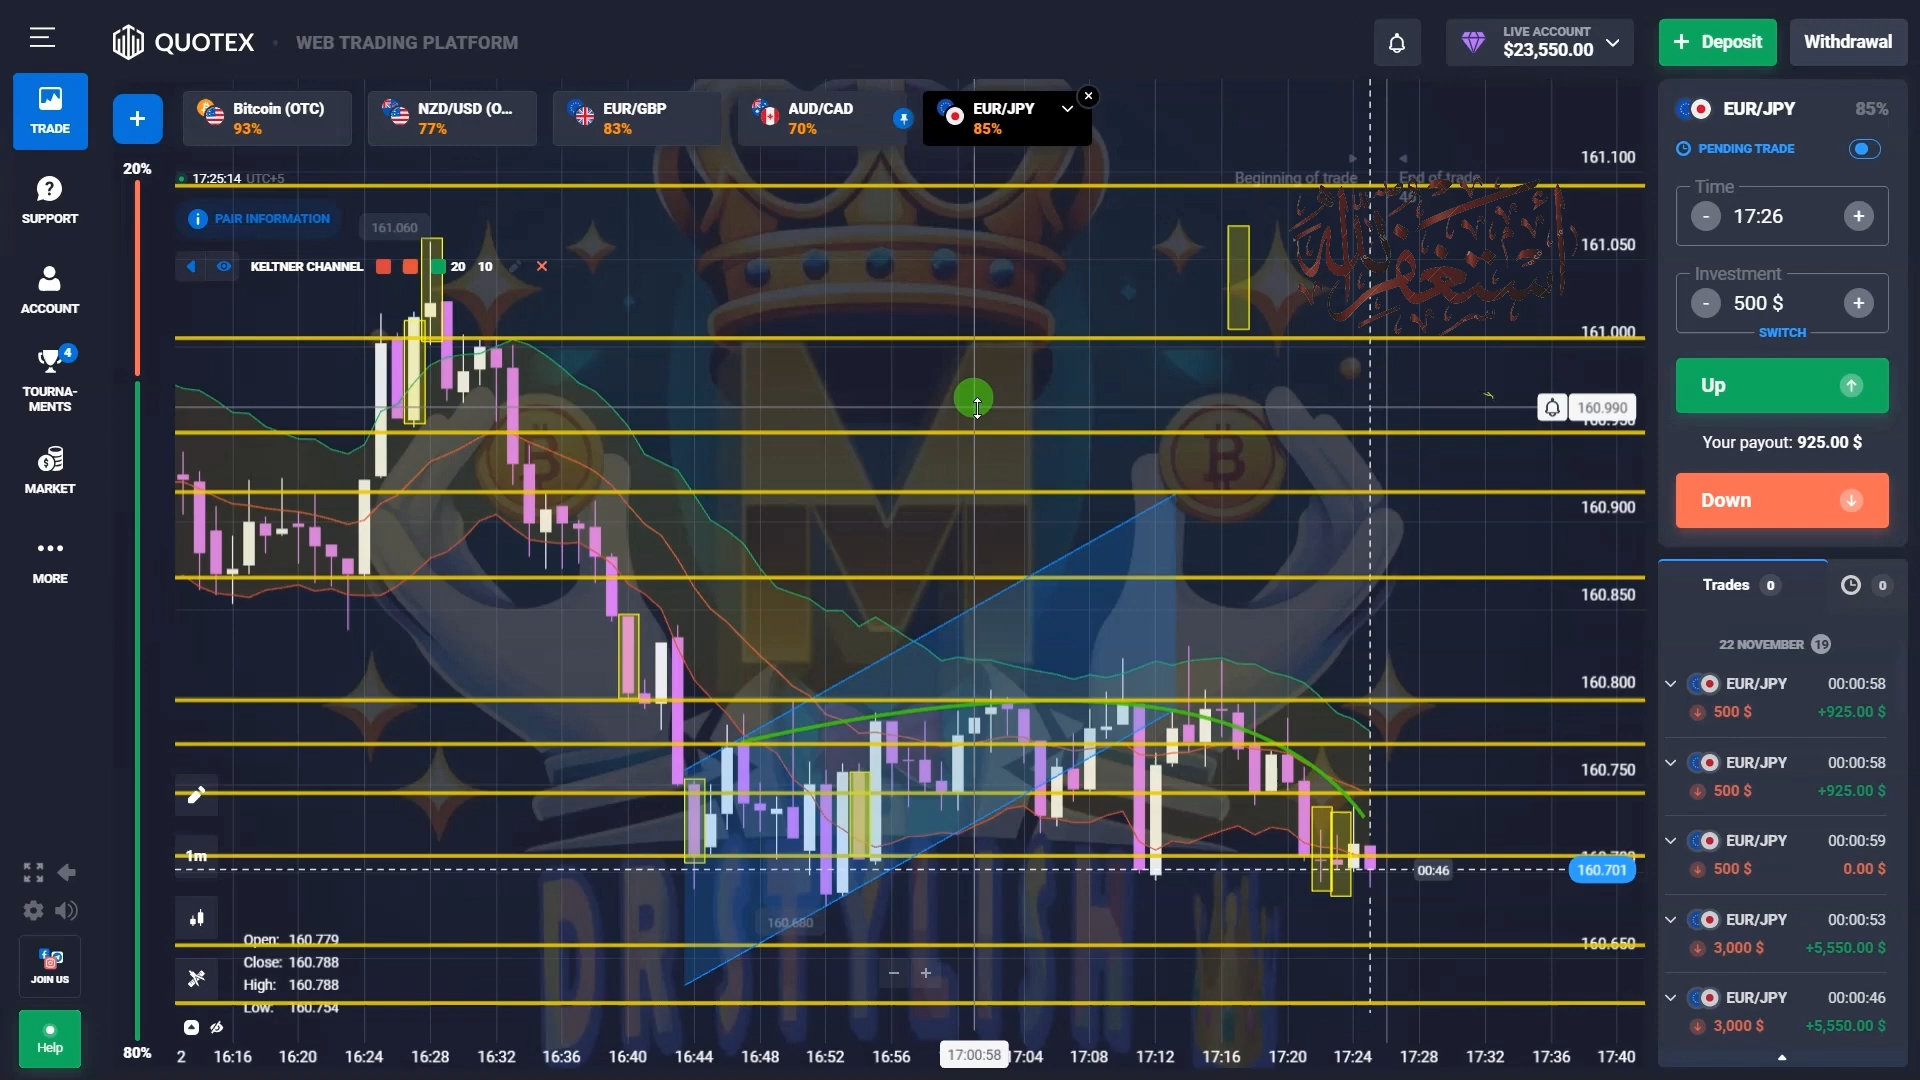 QUOTEX
WEB TRADING PLATFORM
LIVE ACCOUNT
$23,550.00
Deposit
Withdrawal
TRADE
Bitcoin (OTC)
93%
NZD/USD (O...
77%
EUR/GBP
83%
AUD/CAD
70%
EUR/JPY
85%
20%
17:25:14 UTC+5
PAIR INFORMATION
161.060
KELTNER CHANNEL 20 10
Beginning of trade
End of trade
46
أستغفر الله
SUPPORT
ACCOUNT
4
TOURNA-
MENTS
MARKET
MORE
JOIN US
Help
80%
161.100
161.050
161.000
160.990
160.950
160.900
160.850
160.800
160.750
160.700
160.701
160.650
00:46
160.680
1m
Open: 160.779
Close: 160.788
High: 160.788
Low: 160.754
DR STYLISH
2 16:16 16:20 16:24 16:28 16:32 16:36 16:40 16:44 16:48 16:52 16:56 17:00:58 17:04 17:08 17:12 17:16 17:20 17:24 17:28 17:32 17:36 17:40
EUR/JPY 85%
PENDING TRADE
Time
- 17:26 +
Investment
- 500 $ +
SWITCH
Up
Your payout: 925.00 $
Down
Trades 0
0
22 NOVEMBER 19
EUR/JPY 00:00:58
500 $ +925.00 $
EUR/JPY 00:00:58
500 $ +925.00 $
EUR/JPY 00:00:59
500 $ 0.00 $
EUR/JPY 00:00:53
3,000 $ +5,550.00 $
EUR/JPY 00:00:46
3,000 $ +5,550.00 $